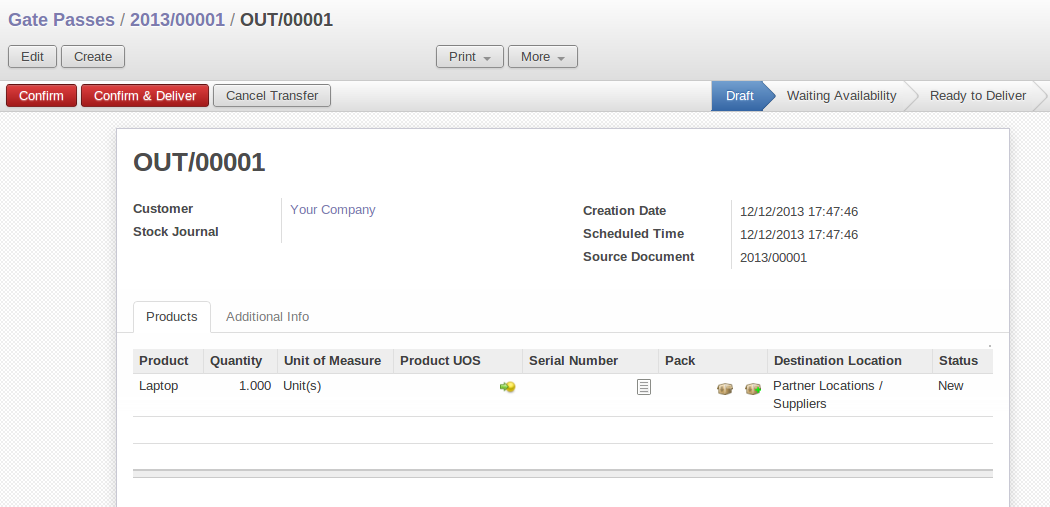 Gate Passes / 2013/00001 / OUT/00001
Edit Create Print More
Confirm Confirm & Deliver Cancel Transfer Draft Waiting Availability Ready to Deliver
OUT/00001
Customer Your Company
Stock Journal
Creation Date 12/12/2013 17:47:46
Scheduled Time 12/12/2013 17:47:46
Source Document 2013/00001
Products Additional Info
Product Quantity Unit of Measure Product UOS Serial Number Pack Destination Location Status
Laptop 1.000 Unit(s) Partner Locations / New
Suppliers